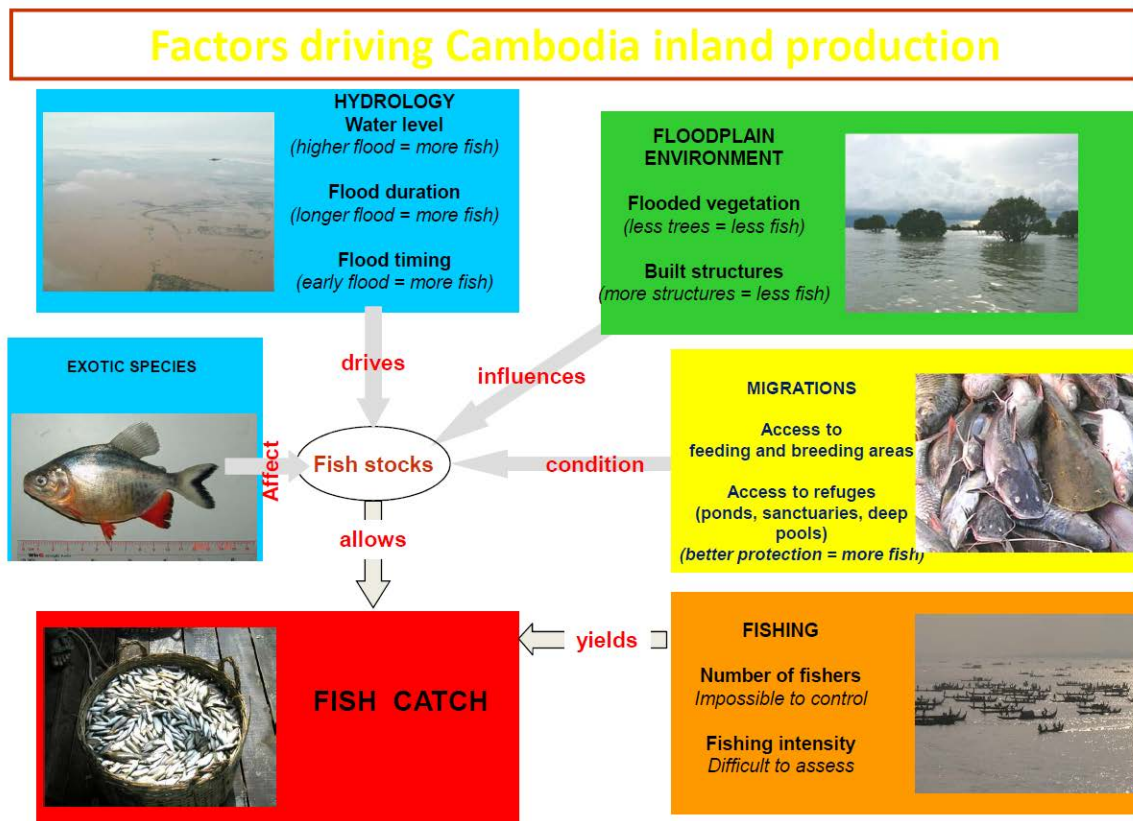 Factors driving Cambodia inland production
HYDROLOGY
Water level
(higher flood = more fish)
Flood duration
(longer flood = more fish)
Flood timing
(early flood = more fish)
FLOODPLAIN
ENVIRONMENT
Flooded vegetation
(less trees = less fish)
Built structures
(more structures = less fish)
drives
influences
EXOTIC SPECIES
Affect
Fish stocks
condition
MIGRATIONS
Access to
feeding and breeding areas
Access to refuges
(ponds, sanctuaries, deep
pools)
(better protection = more fish)
allows
FISH CATCH
yields
FISHING
Number of fishers
Impossible to control
Fishing intensity
Difficult to assess